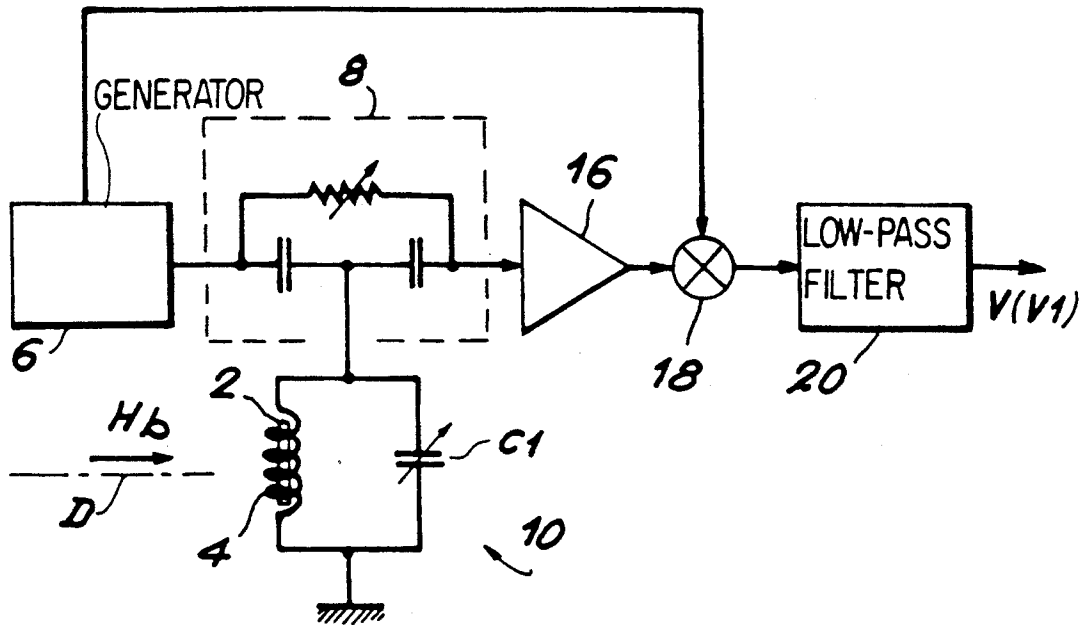 8
GENERATOR
16
LOW-PASS
FILTER
V(V1)
6
18
20
2
Hb
C1
D
4
10